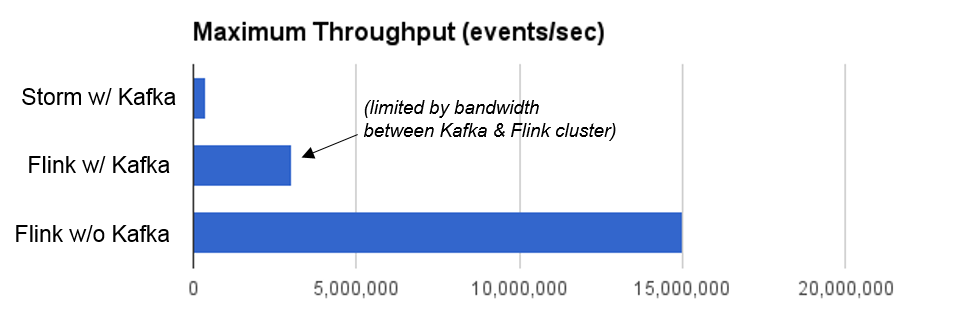 Maximum Throughput (events/sec)
Storm w/ Kafka
(limited by bandwidth
between Kafka & Flink cluster)
Flink w/ Kafka
Flink w/o Kafka
0
5,000,000
10,000,000
15,000,000
20,000,000